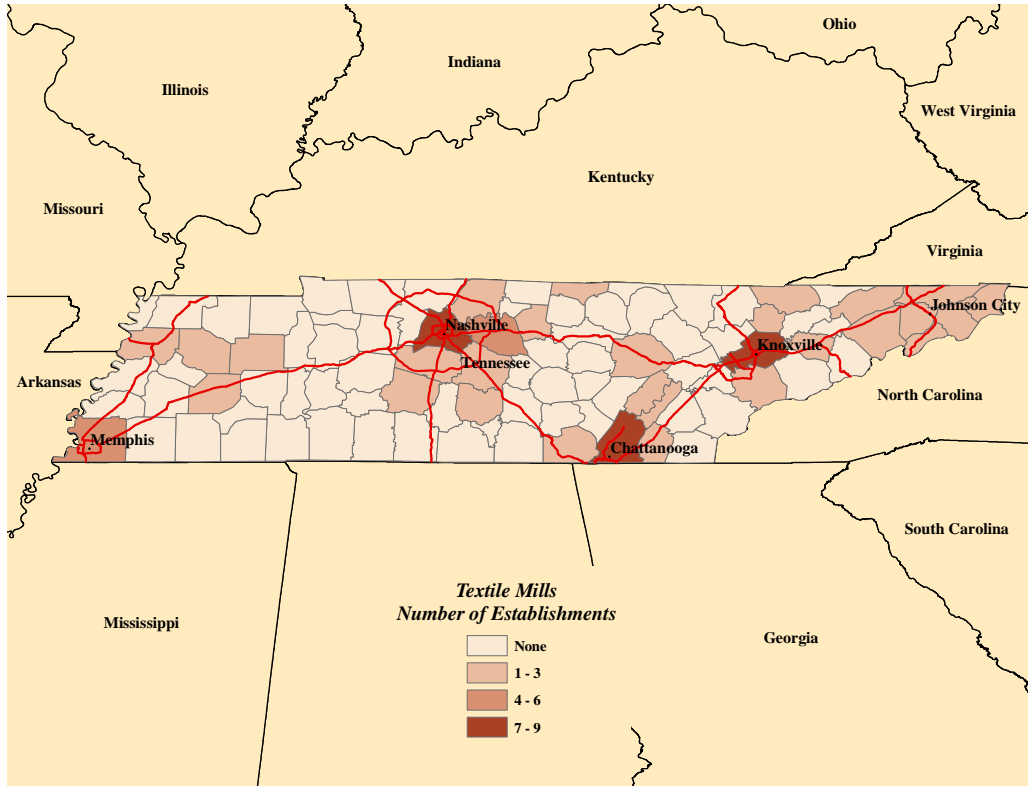 Ohio
Indiana
Illinois
West Virginia
Kentucky
Missouri
Virginia
Johnson City
Nashville
Knoxville
Tennessee
Arkansas
North Carolina
Memphis
Chattanooga
South Carolina
Textile Mills
Number of Establishments
Mississippi
Georgia
None
1 - 3
4 - 6
7 - 9